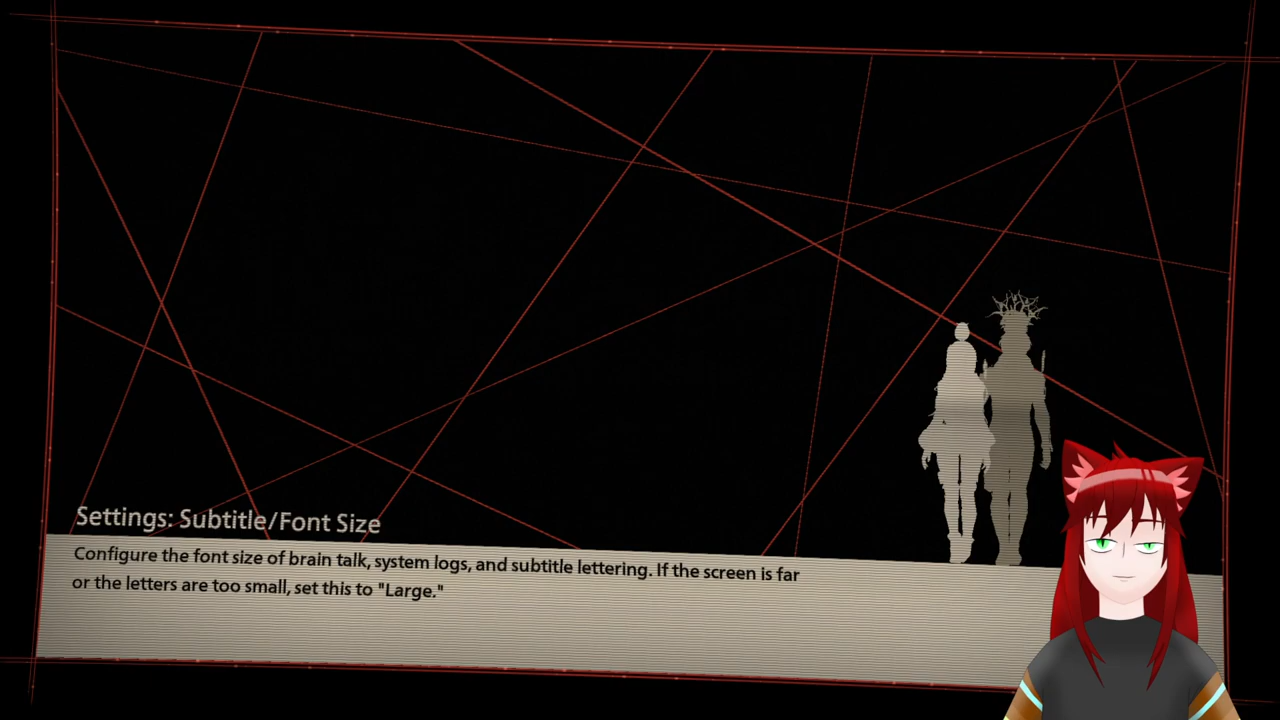 Settings: Subtitle/Font Size
Configure the font size of brain talk, system logs, and subtitle lettering. If the screen is far
or the letters are too small, set this to "Large."